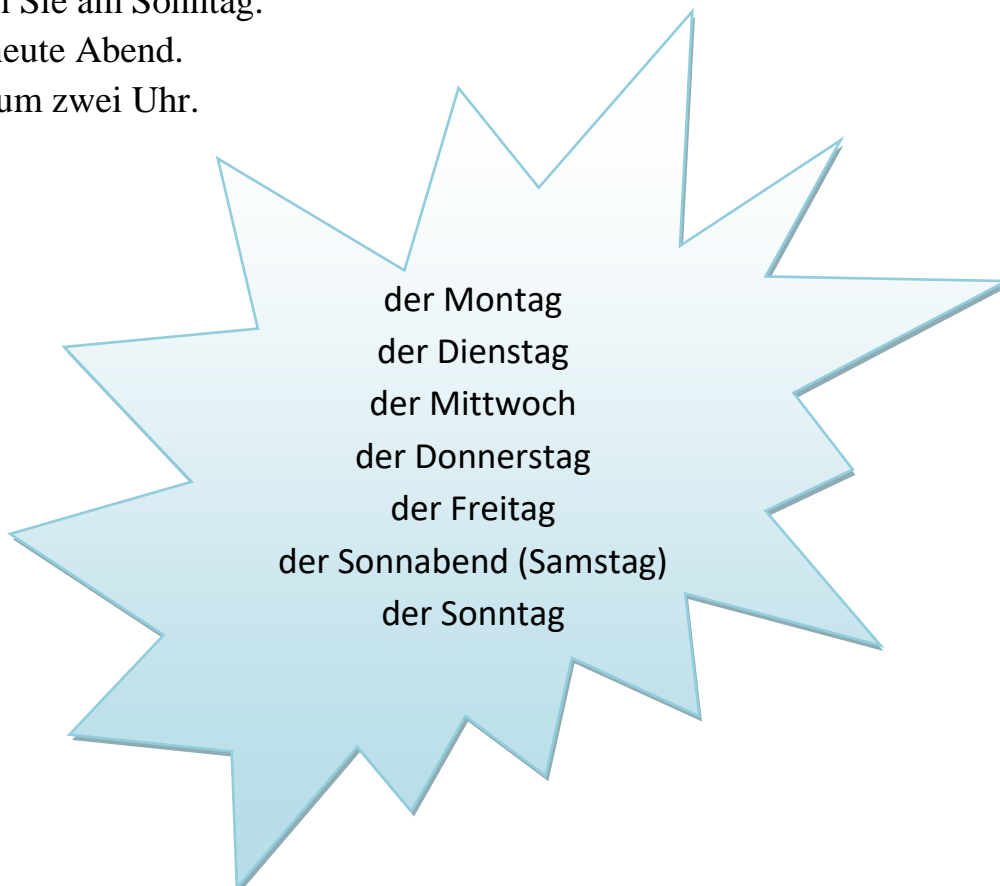 Sie am Sonntag.
heute Abend.
um zwei Uhr.
der Montag
der Dienstag
der Mittwoch
der Donnerstag
der Freitag
der Sonnabend (Samstag)
der Sonntag